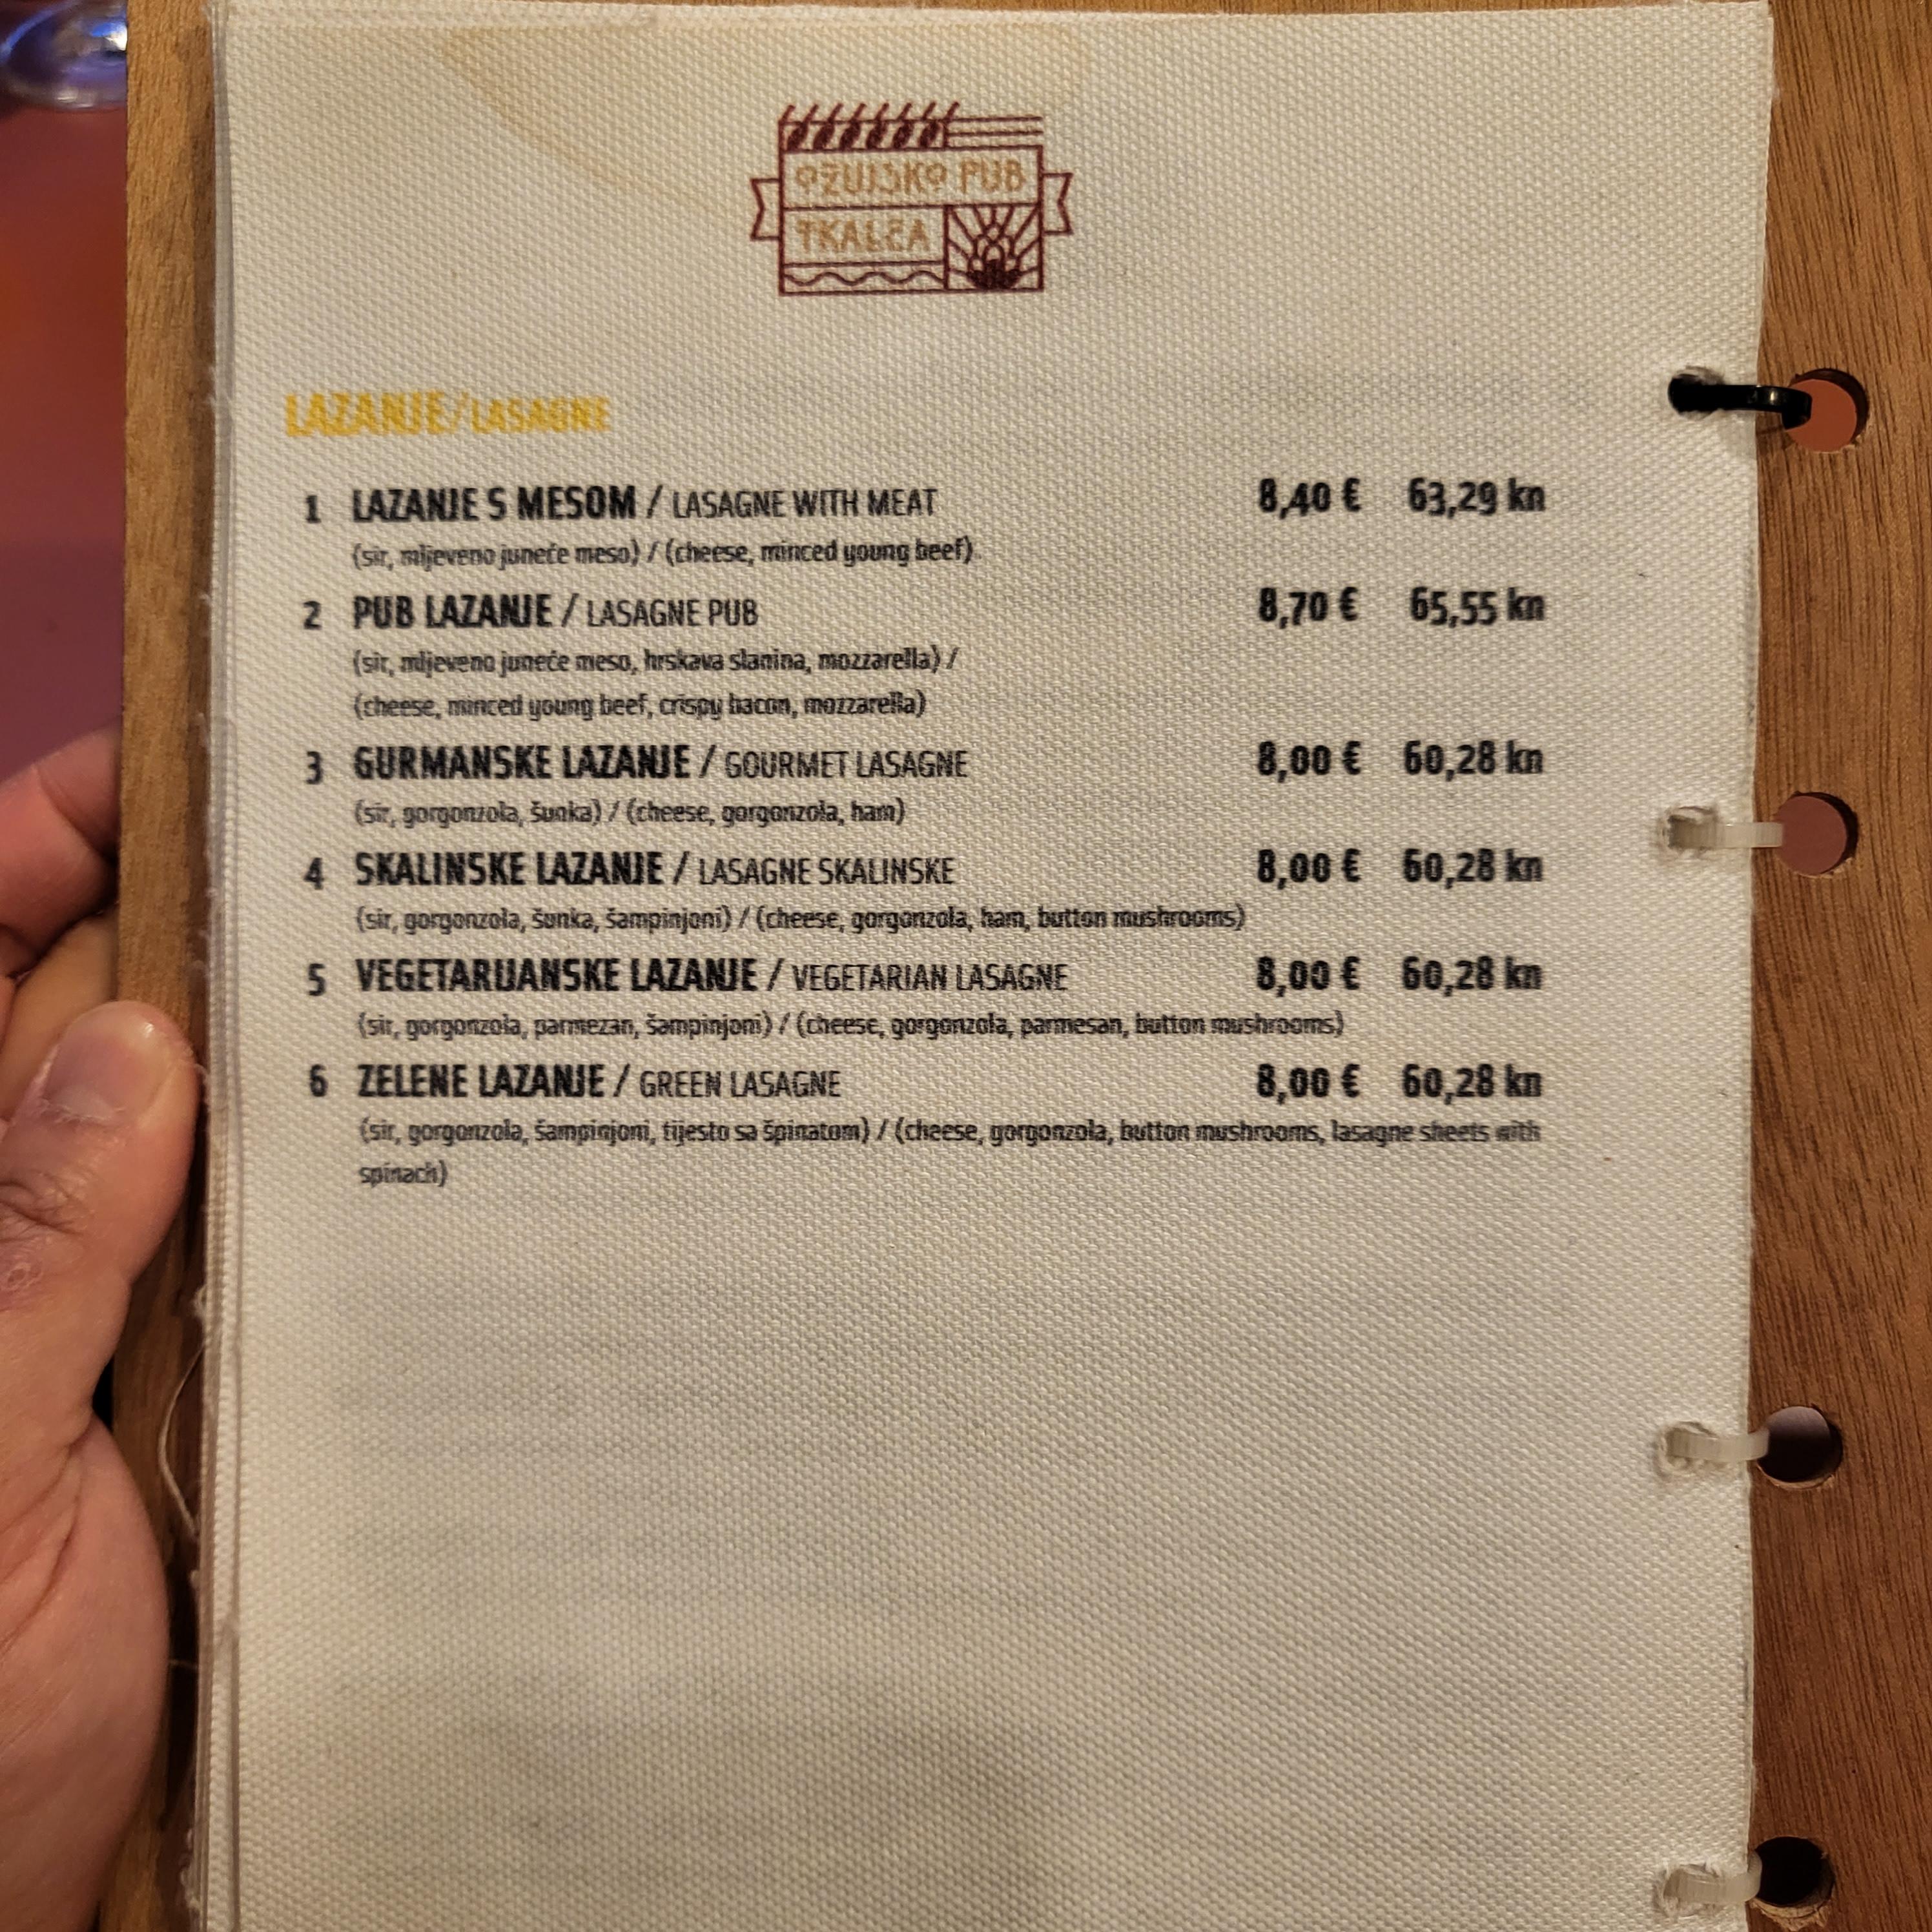 OŽUJSKO PUB
TKALČA
LAZANJE/LASAGNE
1 LAZANJE S MESOM / LASAGNE WITH MEAT 8,40 € 63,29 kn
(sir, mljeveno juneće meso) / (cheese, minced young beef)
2 PUB LAZANJE / LASAGNE PUB 8,70 € 65,55 kn
(sir, mljeveno juneće meso, hrskava slanina, mozzarella) /
(cheese, minced young beef, crispy bacon, mozzarella)
3 GURMANSKE LAZANJE / GOURMET LASAGNE 8,00 € 60,28 kn
(sir, gorgonzola, šunka) / (cheese, gorgonzola, ham)
4 SKALINSKE LAZANJE / LASAGNE SKALINSKE 8,00 € 60,28 kn
(sir, gorgonzola, šunka, šampinjoni) / (cheese, gorgonzola, ham, button mushrooms)
5 VEGETARIJANSKE LAZANJE / VEGETARIAN LASAGNE 8,00 € 60,28 kn
(sir, gorgonzola, parmezan, šampinjoni) / (cheese, gorgonzola, parmesan, button mushrooms)
6 ZELENE LAZANJE / GREEN LASAGNE 8,00 € 60,28 kn
(sir, gorgonzola, šampinjoni, tijesto sa špinatom) / (cheese, gorgonzola, button mushrooms, lasagne sheets with
spinach)